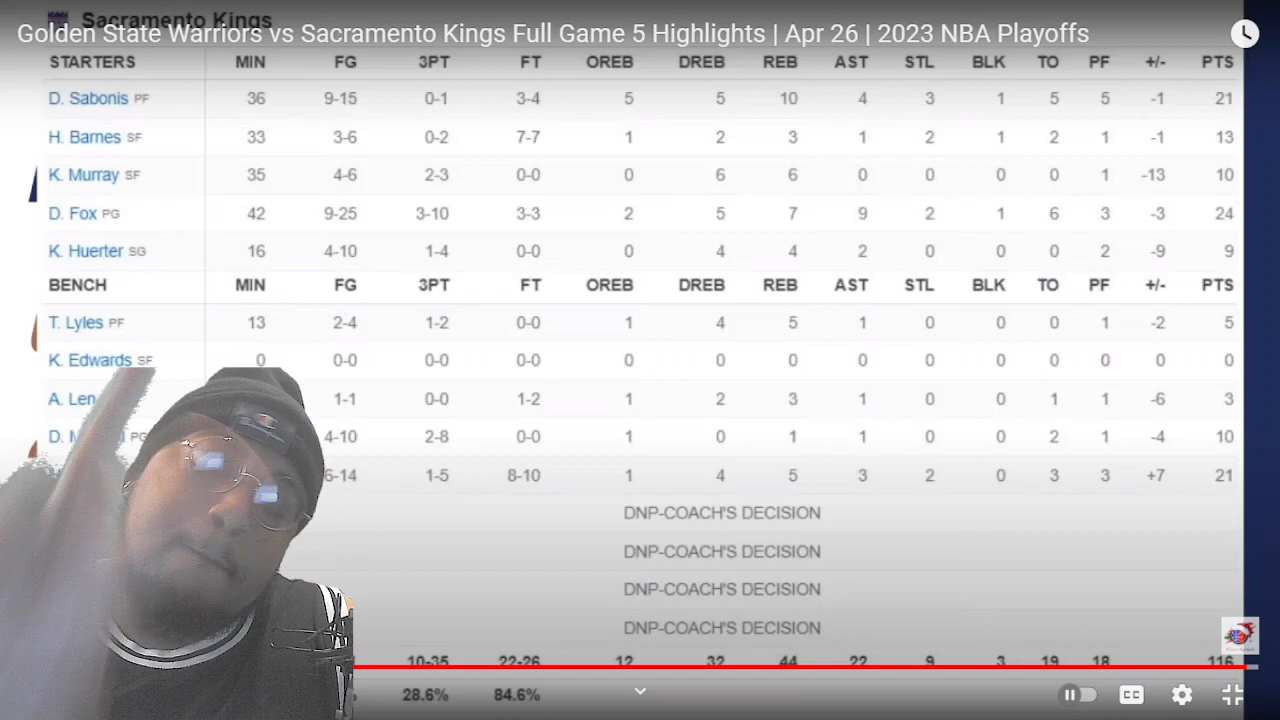 Sacramento Kings
Golden State Warriors vs Sacramento Kings Full Game 5 Highlights | Apr 26 | 2023 NBA Playoffs
STARTERS MIN FG 3PT FT OREB DREB REB AST STL BLK TO PF +/- PTS
D. Sabonis PF 36 9-15 0-1 3-4 5 5 10 4 3 1 5 5 -1 21
H. Barnes SF 33 3-6 0-2 7-7 1 2 3 1 2 1 2 1 -1 13
K. Murray SF 35 4-6 2-3 0-0 0 6 6 0 0 0 0 1 -13 10
D. Fox PG 42 9-25 3-10 3-3 2 5 7 9 2 1 6 3 -3 24
K. Huerter SG 16 4-10 1-4 0-0 0 4 4 2 0 0 0 2 -9 9
BENCH MIN FG 3PT FT OREB DREB REB AST STL BLK TO PF +/- PTS
T. Lyles PF 13 2-4 1-2 0-0 1 4 5 1 0 0 0 1 -2 5
K. Edwards SF 0 0-0 0-0 0-0 0 0 0 0 0 0 0 0 0 0
A. Len 1-1 0-0 1-2 1 2 3 1 0 0 1 1 -6 3
D. PG 4-10 2-8 0-0 1 0 1 1 0 0 2 1 -4 10
6-14 1-5 8-10 1 4 5 3 2 0 3 3 +7 21
DNP-COACH'S DECISION
DNP-COACH'S DECISION
DNP-COACH'S DECISION
DNP-COACH'S DECISION
10-35 22-26 12 32 44 22 9 3 19 18 116
28.6% 84.6%
CC